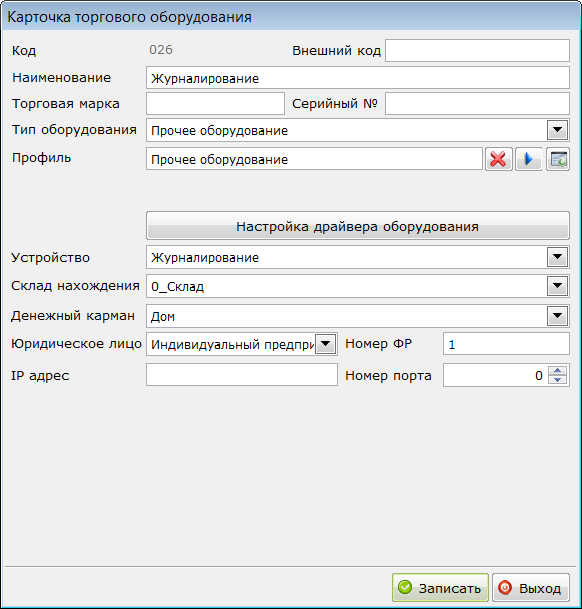 Карточка торгового оборудования
Код 026 Внешний код
Наименование Журналирование
Торговая марка Серийный №
Тип оборудования Прочее оборудование
Профиль Прочее оборудование
Настройка драйвера оборудования
Устройство Журналирование
Склад нахождения 0_Склад
Денежный карман Дом
Юридическое лицо Индивидуальный предпри Номер ФР 1
IP адрес Номер порта 0
Записать Выход